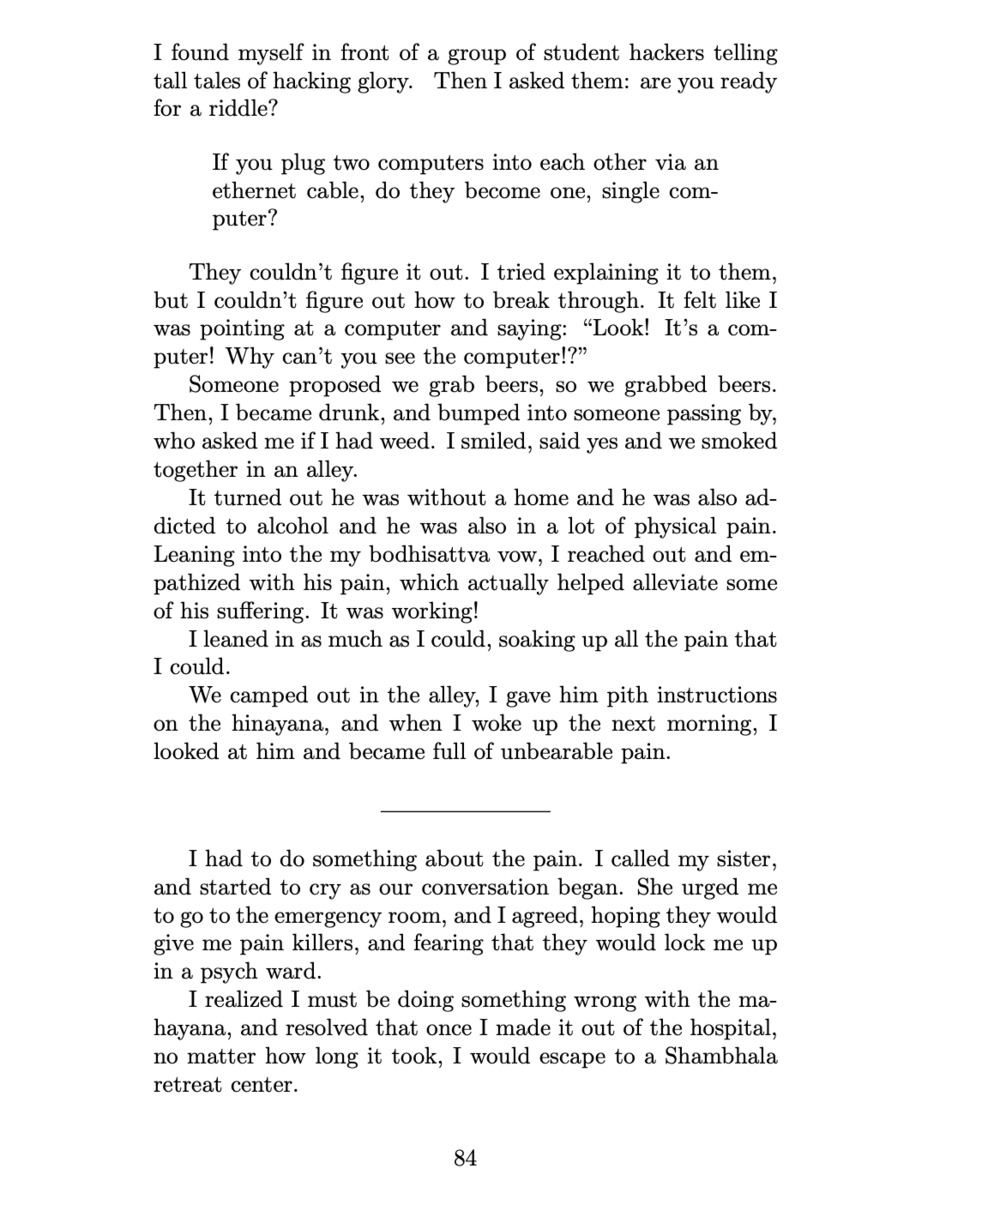 I found myself in front of a group of student hackers telling
tall tales of hacking glory. Then I asked them: are you ready
for a riddle?
If you plug two computers into each other via an
ethernet cable, do they become one, single com-
puter?
They couldn’t figure it out. I tried explaining it to them,
but I couldn’t figure out how to break through. It felt like I
was pointing at a computer and saying: “Look! It’s a com-
puter! Why can’t you see the computer!?”
Someone proposed we grab beers, so we grabbed beers.
Then, I became drunk, and bumped into someone passing by,
who asked me if I had weed. I smiled, said yes and we smoked
together in an alley.
It turned out he was without a home and he was also ad-
dicted to alcohol and he was also in a lot of physical pain.
Leaning into the my bodhisattva vow, I reached out and em-
pathized with his pain, which actually helped alleviate some
of his suffering. It was working!
I leaned in as much as I could, soaking up all the pain that
I could.
We camped out in the alley, I gave him pith instructions
on the hinayana, and when I woke up the next morning, I
looked at him and became full of unbearable pain.
I had to do something about the pain. I called my sister,
and started to cry as our conversation began. She urged me
to go to the emergency room, and I agreed, hoping they would
give me pain killers, and fearing that they would lock me up
in a psych ward.
I realized I must be doing something wrong with the ma-
hayana, and resolved that once I made it out of the hospital,
no matter how long it took, I would escape to a Shambhala
retreat center.
84